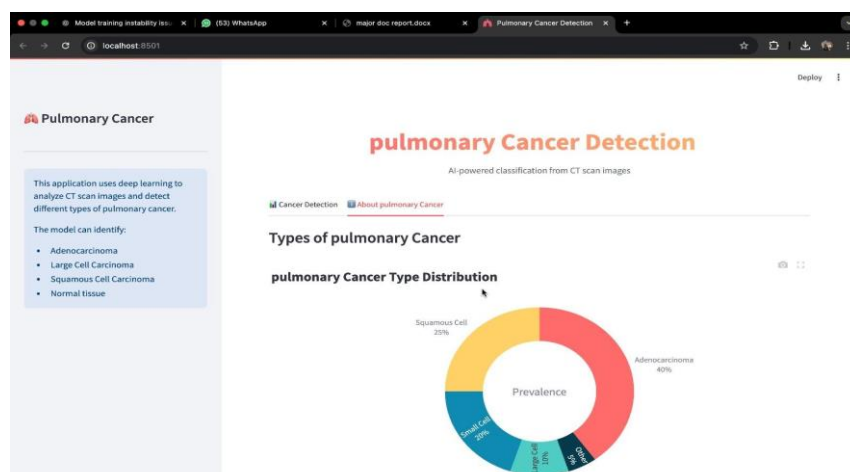 Model training instability issu
(53) WhatsApp
major doc report.docx
Pulmonary Cancer Detection
localhost:8501
Deploy
Pulmonary Cancer
This application uses deep learning to
analyze CT scan images and detect
different types of pulmonary cancer.
The model can identify:
• Adenocarcinoma
• Large Cell Carcinoma
• Squamous Cell Carcinoma
• Normal tissue
pulmonary Cancer Detection
AI-powered classification from CT scan images
Cancer Detection
About pulmonary Cancer
Types of pulmonary Cancer
pulmonary Cancer Type Distribution
Squamous Cell
25%
Adenocarcinoma
40%
Prevalence
Small Cell
20%
Large Cell
10%
Other
5%